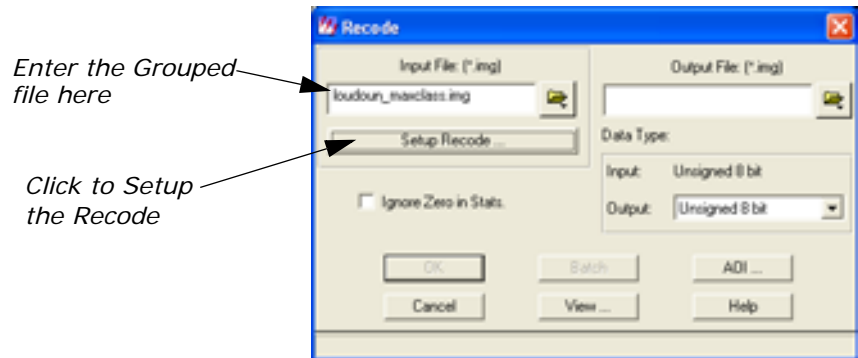 Recode
Enter the Grouped
file here
Input File: (*.img)
loudoun_maxclass.img
Setup Recode ...
Click to Setup
the Recode
Ignore Zero in Stats.
Output File: (*.img)
Data Type:
Input: Unsigned 8 bit
Output: Unsigned 8 bit
OK
Batch
AOI ...
Cancel
View ...
Help